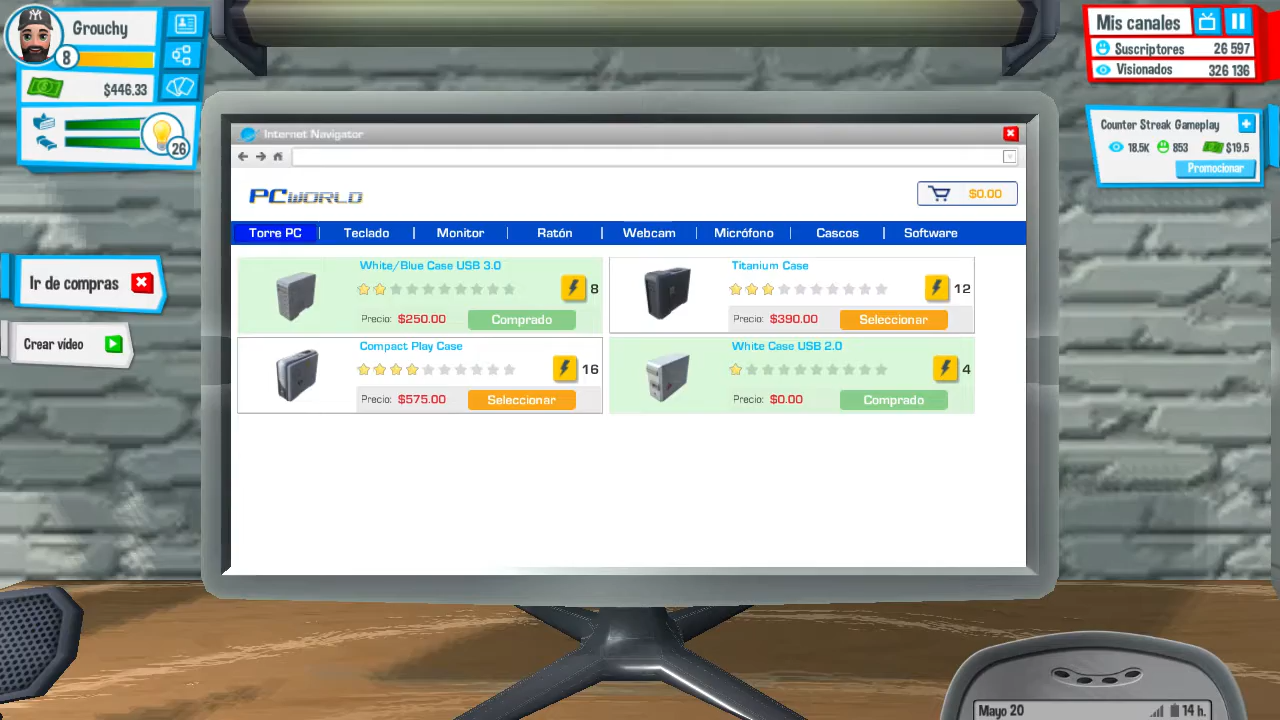 Grouchy
8
$446.33
26
Mis canales
Suscriptores 26 597
Visionados 326 136
Counter Streak Gameplay
18.5K 853 $19.5
Promocionar
Ir de compras
Crear vídeo
Internet Navigator
PCWORLD
$0.00
Torre PC | Teclado | Monitor | Ratón | Webcam | Micrófono | Cascos | Software
White/Blue Case USB 3.0
8
Precio: $250.00 Comprado
Titanium Case
12
Precio: $390.00 Seleccionar
Compact Play Case
16
Precio: $575.00 Seleccionar
White Case USB 2.0
4
Precio: $0.00 Comprado
Mayo 20 14 h.